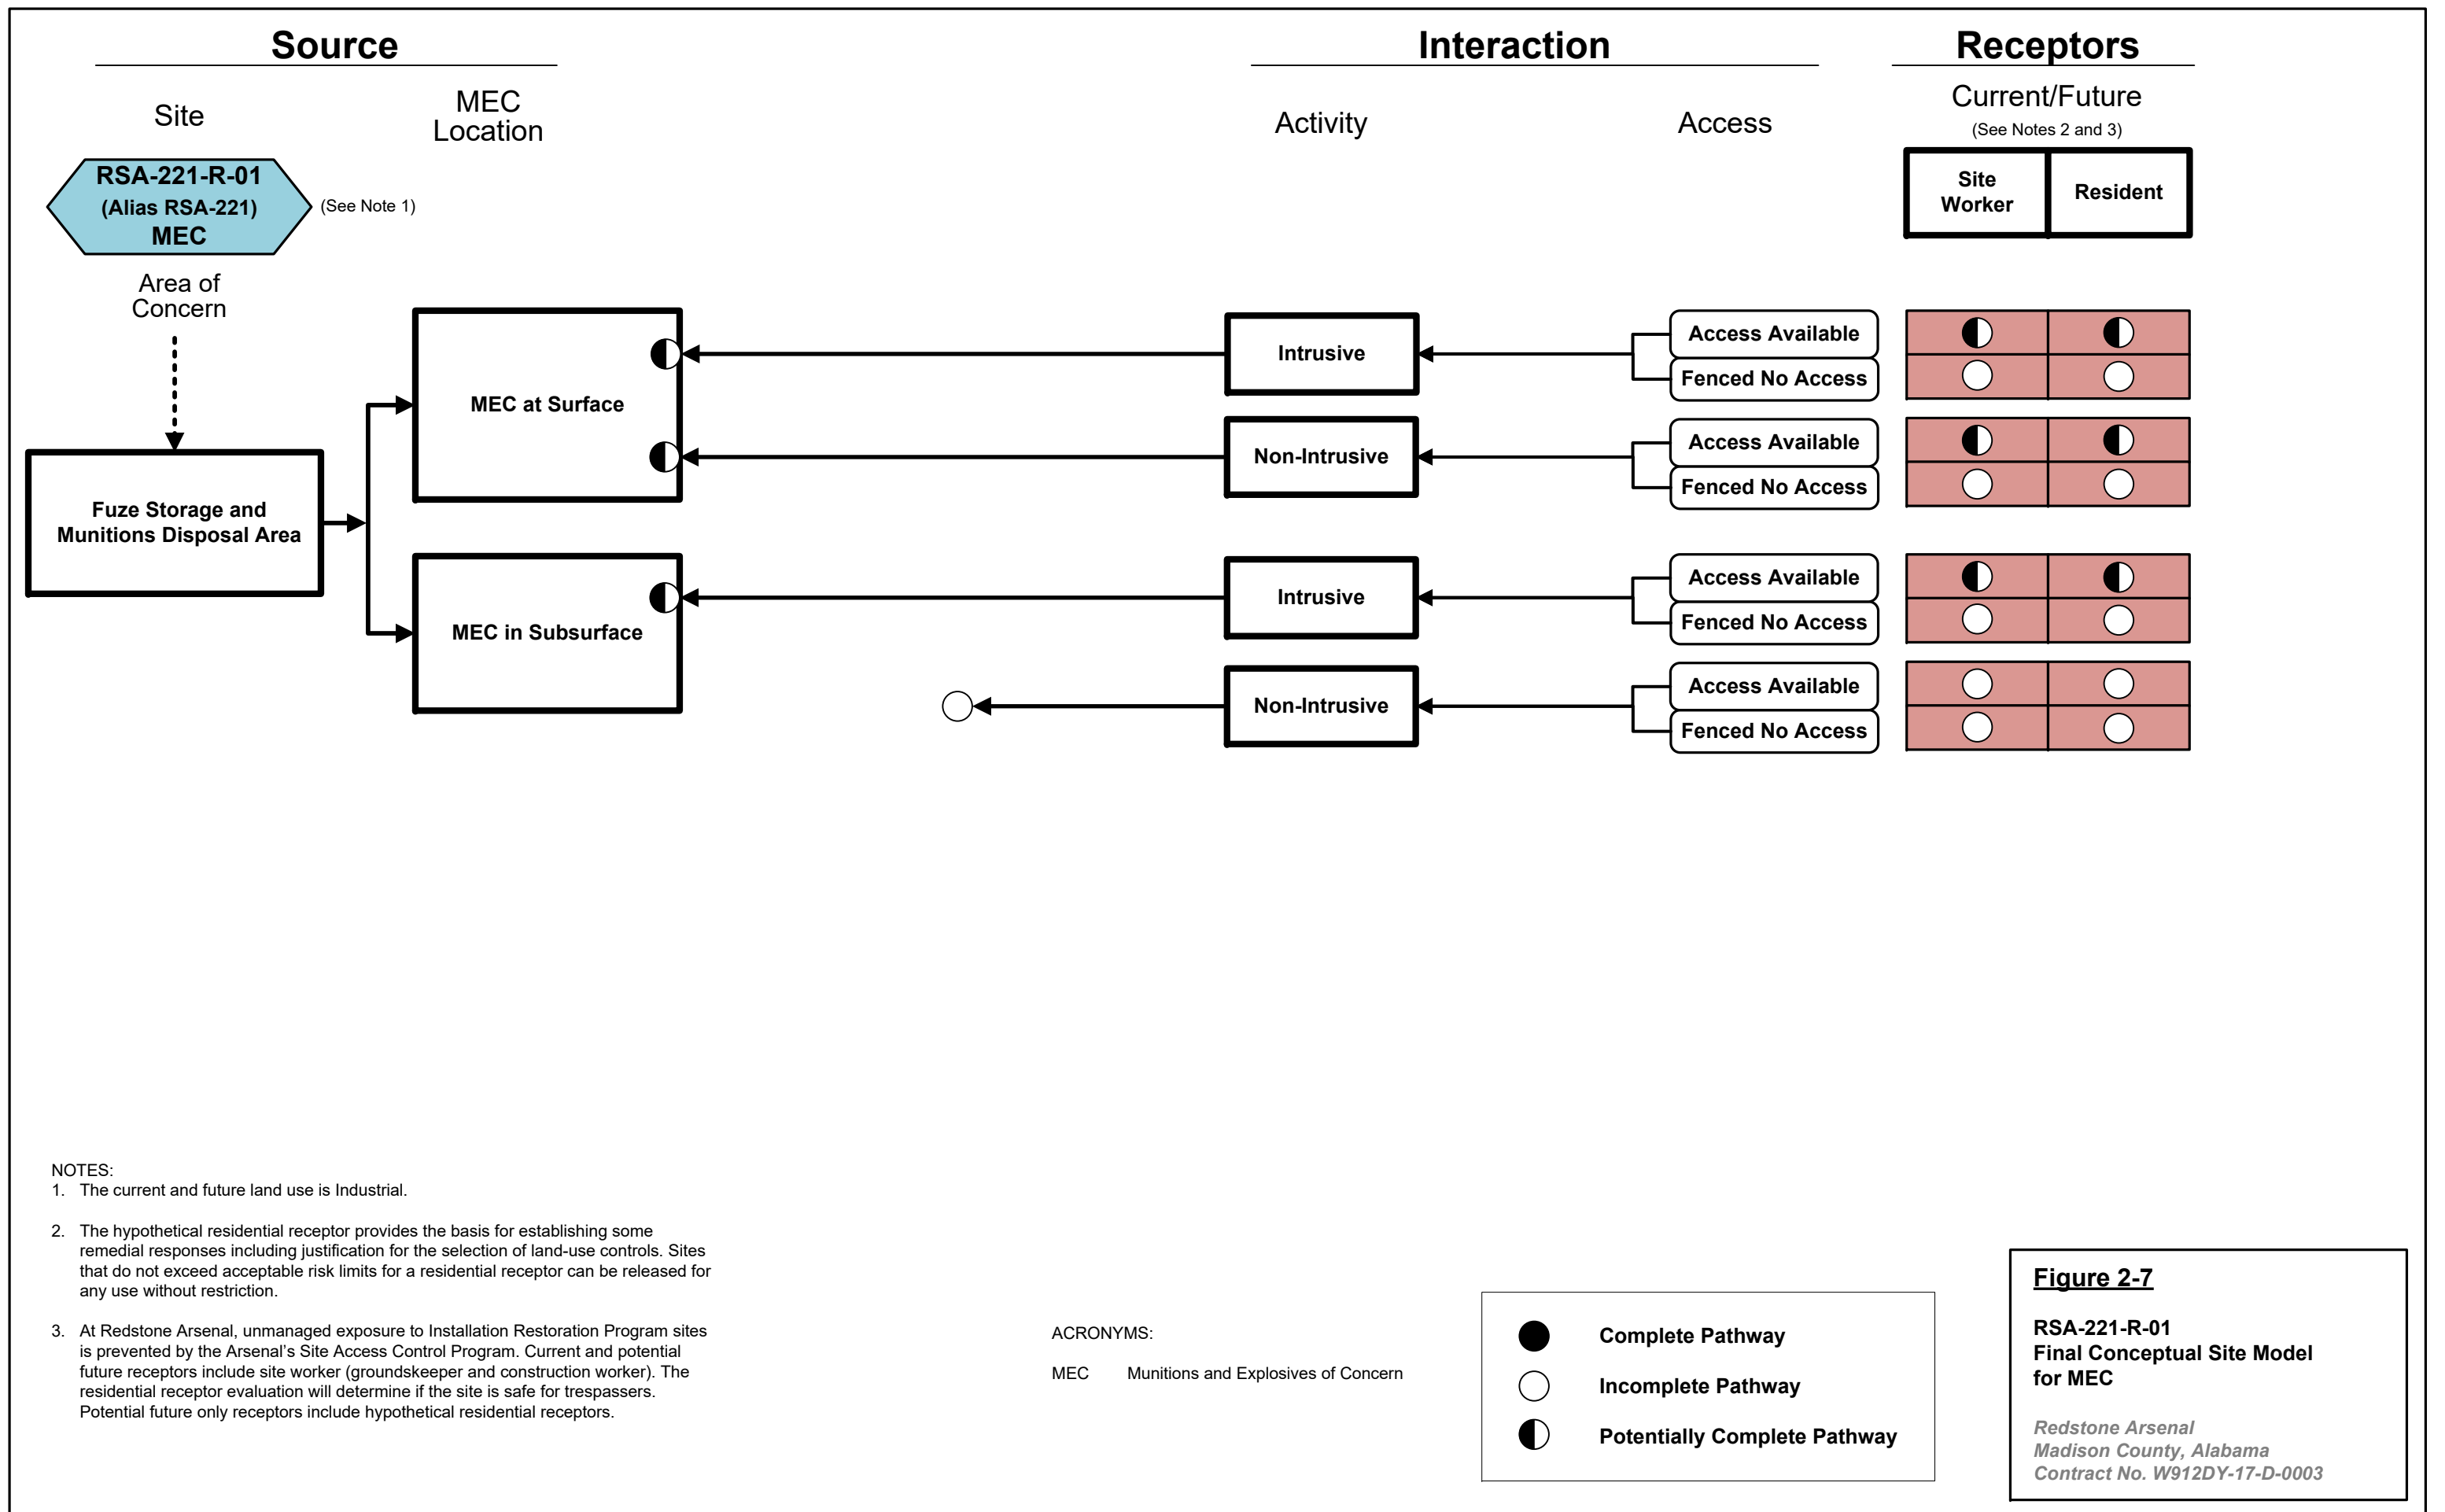 Source
Interaction
Receptors
Site
MEC
Location
Activity
Access
Current/Future
(See Notes 2 and 3)
RSA-221-R-01
(Alias RSA-221)
MEC
(See Note 1)
Site
Worker
Resident
Area of
Concern
Fuze Storage and
Munitions Disposal Area
MEC at Surface
MEC in Subsurface
Intrusive
Access Available
Fenced No Access
Non-Intrusive
Access Available
Fenced No Access
Intrusive
Access Available
Fenced No Access
Non-Intrusive
Access Available
Fenced No Access
NOTES:
1. The current and future land use is Industrial.
2. The hypothetical residential receptor provides the basis for establishing some
remedial responses including justification for the selection of land-use controls. Sites
that do not exceed acceptable risk limits for a residential receptor can be released for
any use without restriction.
3. At Redstone Arsenal, unmanaged exposure to Installation Restoration Program sites
is prevented by the Arsenal's Site Access Control Program. Current and potential
future receptors include site worker (groundskeeper and construction worker). The
residential receptor evaluation will determine if the site is safe for trespassers.
Potential future only receptors include hypothetical residential receptors.
ACRONYMS:
MEC Munitions and Explosives of Concern
Complete Pathway
Incomplete Pathway
Potentially Complete Pathway
Figure 2-7
RSA-221-R-01
Final Conceptual Site Model
for MEC
Redstone Arsenal
Madison County, Alabama
Contract No. W912DY-17-D-0003